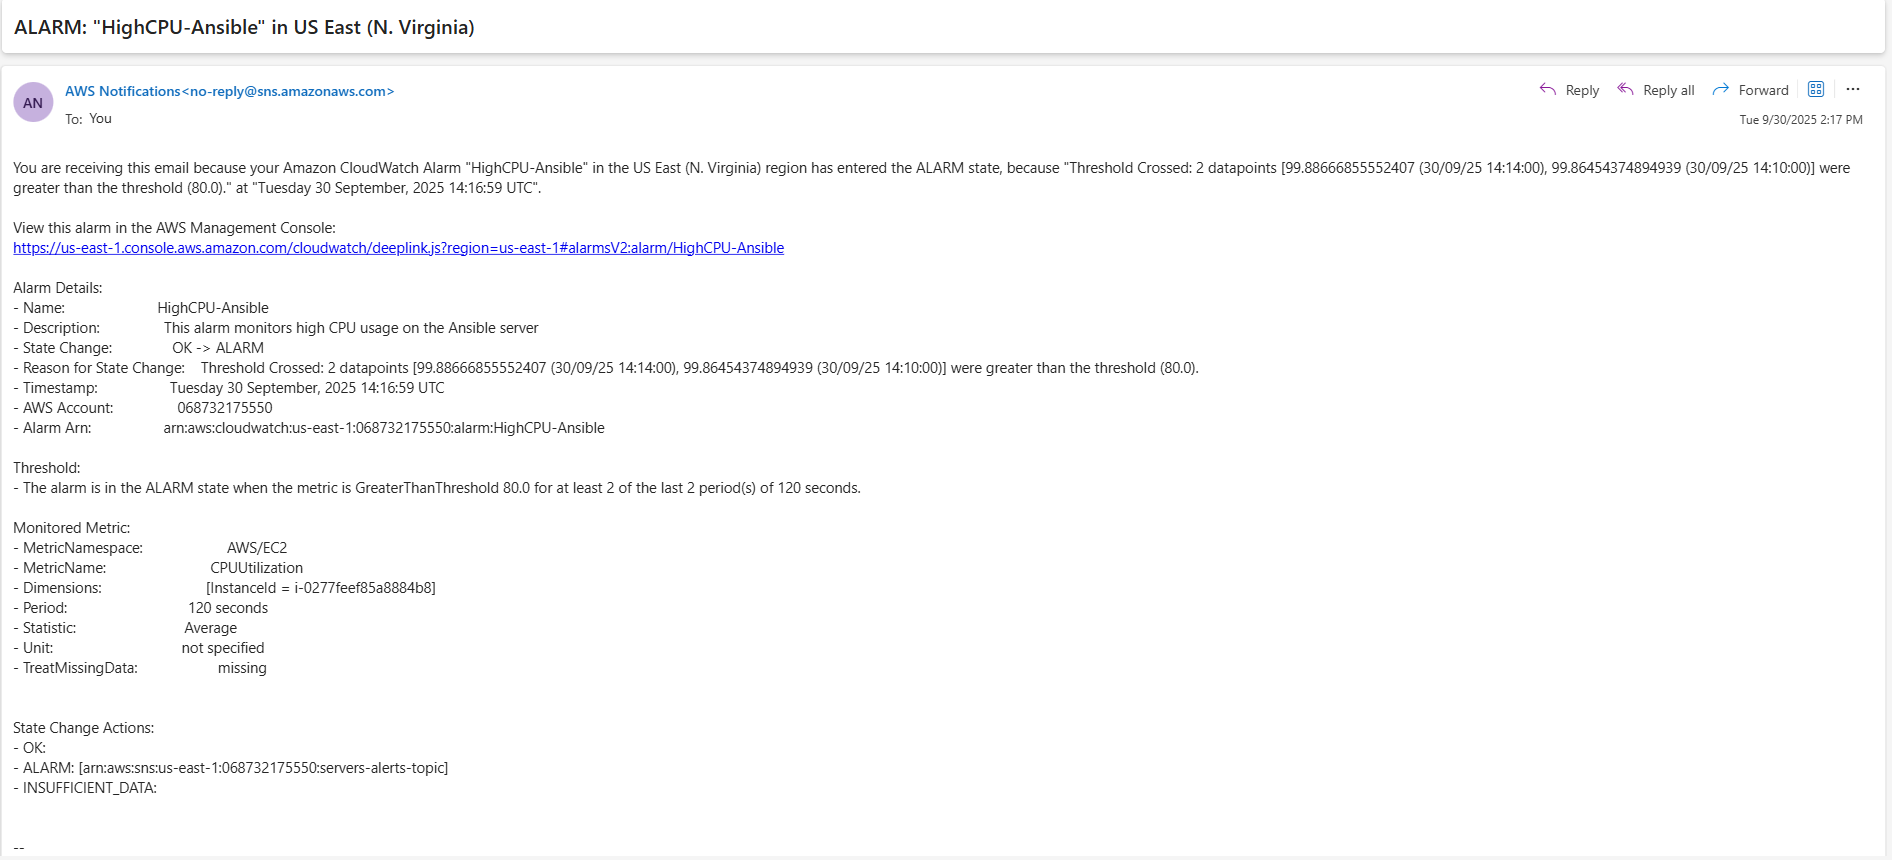 ALARM: "HighCPU-Ansible" in US East (N. Virginia)
AN
AWS Notifications<no-reply@sns.amazonaws.com>
To: You
Reply
Reply all
Forward
Tue 9/30/2025 2:17 PM
You are receiving this email because your Amazon CloudWatch Alarm "HighCPU-Ansible" in the US East (N. Virginia) region has entered the ALARM state, because "Threshold Crossed: 2 datapoints [99.88666855552407 (30/09/25 14:14:00), 99.86454374894939 (30/09/25 14:10:00)] were
greater than the threshold (80.0)." at "Tuesday 30 September, 2025 14:16:59 UTC".
View this alarm in the AWS Management Console:
https://us-east-1.console.aws.amazon.com/cloudwatch/deeplink.js?region=us-east-1#alarmsV2:alarm/HighCPU-Ansible
Alarm Details:
- Name: HighCPU-Ansible
- Description: This alarm monitors high CPU usage on the Ansible server
- State Change: OK -> ALARM
- Reason for State Change: Threshold Crossed: 2 datapoints [99.88666855552407 (30/09/25 14:14:00), 99.86454374894939 (30/09/25 14:10:00)] were greater than the threshold (80.0).
- Timestamp: Tuesday 30 September, 2025 14:16:59 UTC
- AWS Account: 068732175550
- Alarm Arn: arn:aws:cloudwatch:us-east-1:068732175550:alarm:HighCPU-Ansible
Threshold:
- The alarm is in the ALARM state when the metric is GreaterThanThreshold 80.0 for at least 2 of the last 2 period(s) of 120 seconds.
Monitored Metric:
- MetricNamespace: AWS/EC2
- MetricName: CPUUtilization
- Dimensions: [InstanceId = i-0277feef85a8884b8]
- Period: 120 seconds
- Statistic: Average
- Unit: not specified
- TreatMissingData: missing
State Change Actions:
- OK:
- ALARM: [arn:aws:sns:us-east-1:068732175550:servers-alerts-topic]
- INSUFFICIENT_DATA:
--